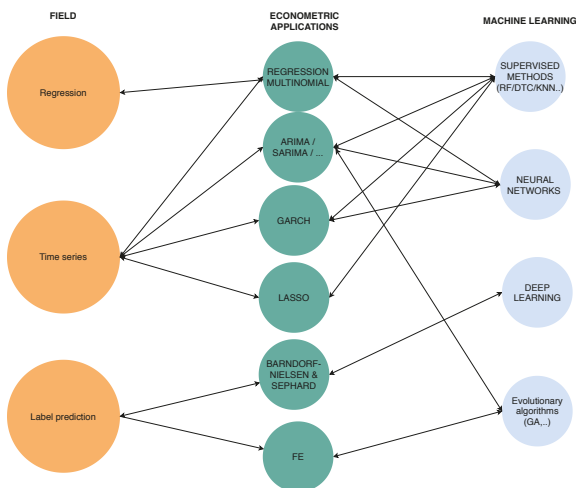 FIELD
ECONOMETRIC
APPLICATIONS
MACHINE LEARNING
Regression
Time series
Label prediction
REGRESSION
MULTINOMIAL
ARIMA /
SARIMA / ...
GARCH
LASSO
BARNDORF-
NIELSEN &
SEPHARD
FE
SUPERVISED
METHODS
(RF/DTC/KNN..)
NEURAL
NETWORKS
DEEP
LEARNING
Evolutionary
algorithms
(GA,..)